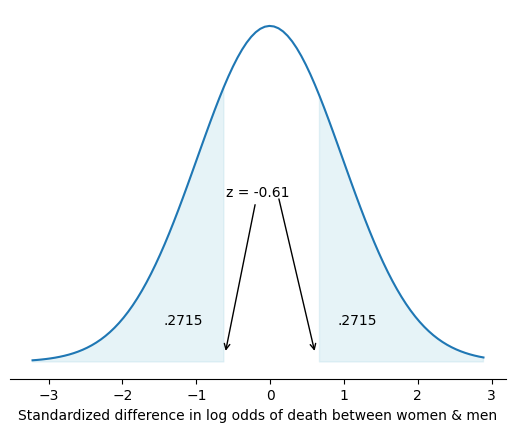 z = -0.61
.2715 .2715
−3 −2 −1 0 1 2 3
Standardized difference in log odds of death between women & men